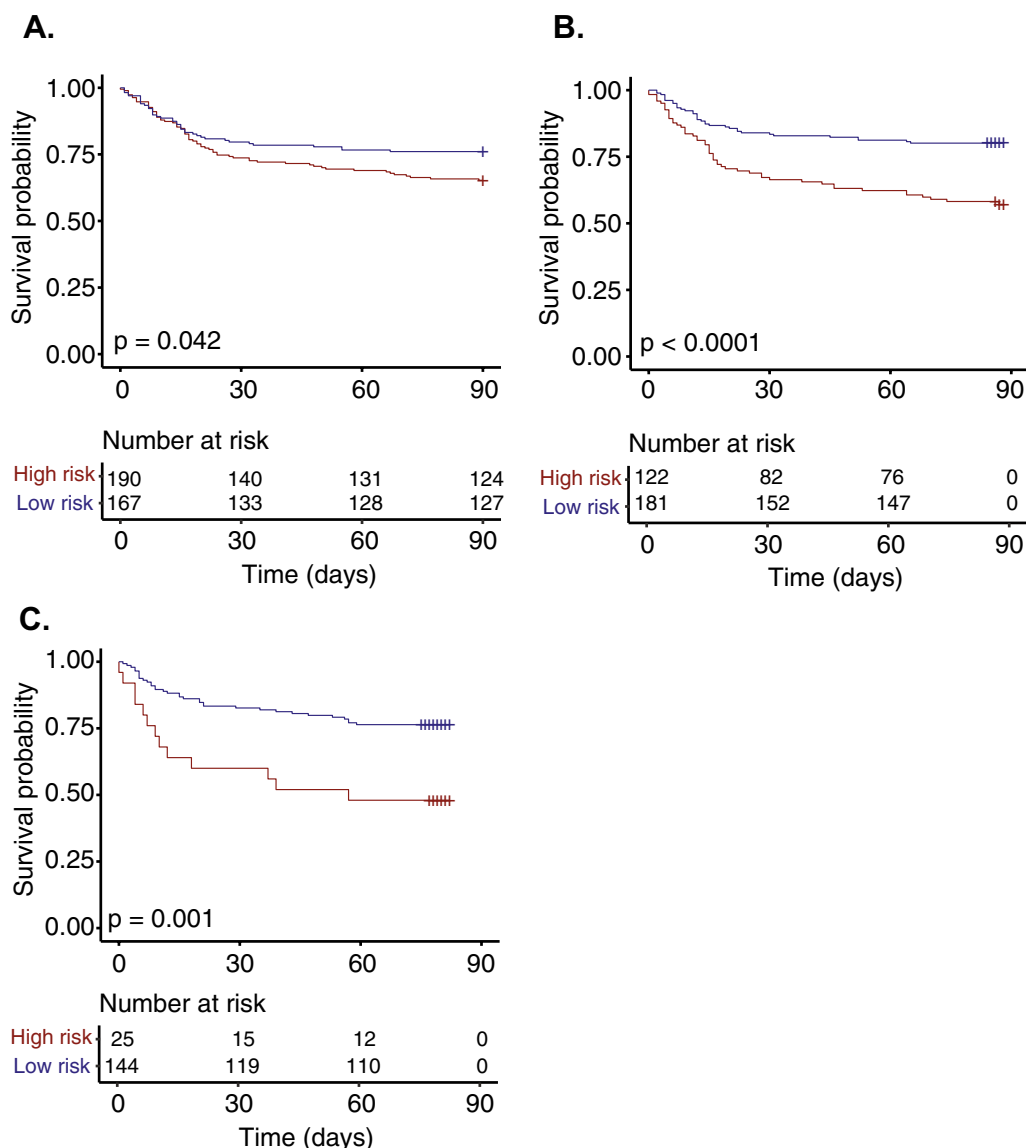 A.
Survival probability
1.00
0.75
0.50
0.25
0.00
p = 0.042
0 30 60 90
Number at risk
High risk 190 140 131 124
Low risk 167 133 128 127
0 30 60 90
Time (days)
B.
Survival probability
1.00
0.75
0.50
0.25
0.00
p < 0.0001
0 30 60 90
Number at risk
High risk 122 82 76 0
Low risk 181 152 147 0
0 30 60 90
Time (days)
C.
Survival probability
1.00
0.75
0.50
0.25
0.00
p = 0.001
0 30 60 90
Number at risk
High risk 25 15 12 0
Low risk 144 119 110 0
0 30 60 90
Time (days)